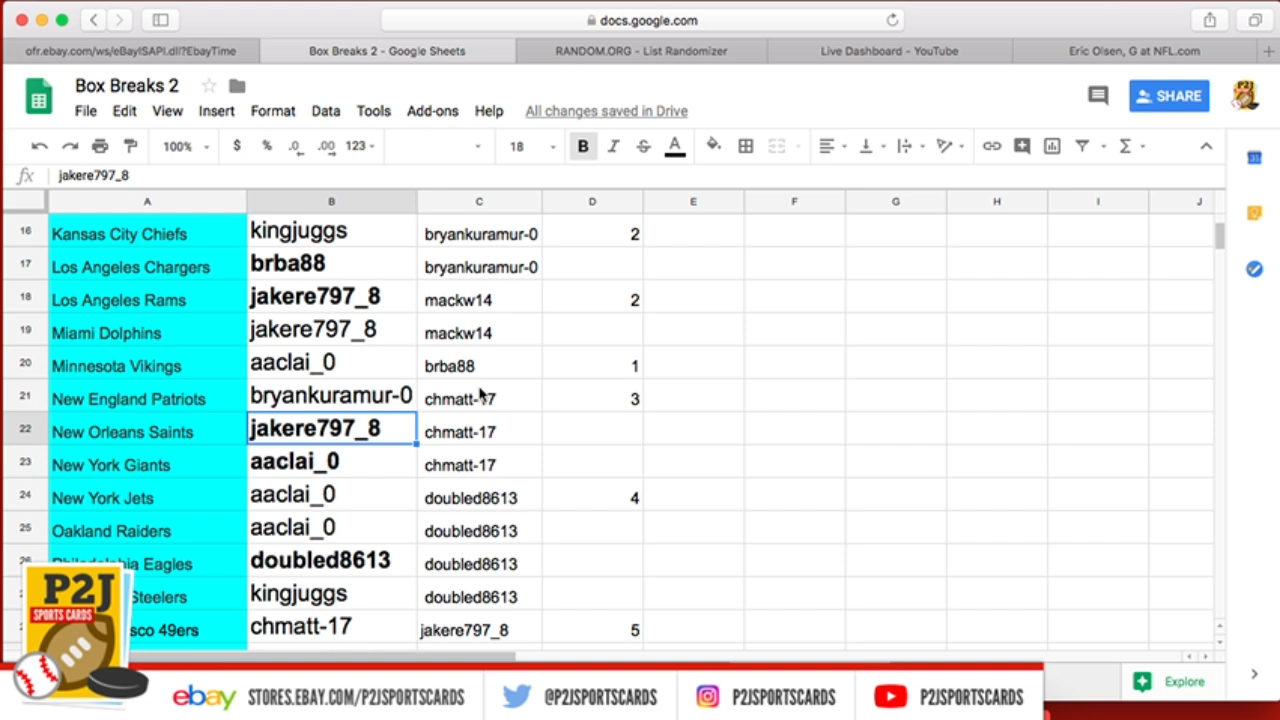 docs.google.com
ofr.ebay.com/ws/eBayISAPI.dll?EbayTime
Box Breaks 2 - Google Sheets
RANDOM.ORG - List Randomizer
Live Dashboard - YouTube
Eric Olsen, G at NFL.com
Box Breaks 2
File Edit View Insert Format Data Tools Add-ons Help All changes saved in Drive
SHARE
100% $ % .0 .00 123 18 B I S A
fx jakere797_8
A B C D E F G H I J
16 Kansas City Chiefs kingjuggs bryankuramur-0 2
17 Los Angeles Chargers brba88 bryankuramur-0
18 Los Angeles Rams jakere797_8 mackw14 2
19 Miami Dolphins jakere797_8 mackw14
20 Minnesota Vikings aaclai_0 brba88 1
21 New England Patriots bryankuramur-0 chmatt-17 3
22 New Orleans Saints jakere797_8 chmatt-17
23 New York Giants aaclai_0 chmatt-17
24 New York Jets aaclai_0 doubled8613 4
25 Oakland Raiders aaclai_0 doubled8613
26 Philadelphia Eagles doubled8613 doubled8613
Steelers kingjuggs doubled8613
sco 49ers chmatt-17 jakere797_8 5
P2J
SPORTS CARDS
Explore
ebay STORES.EBAY.COM/P2JSPORTSCARDS @P2JSPORTSCARDS P2JSPORTSCARDS P2JSPORTSCARDS